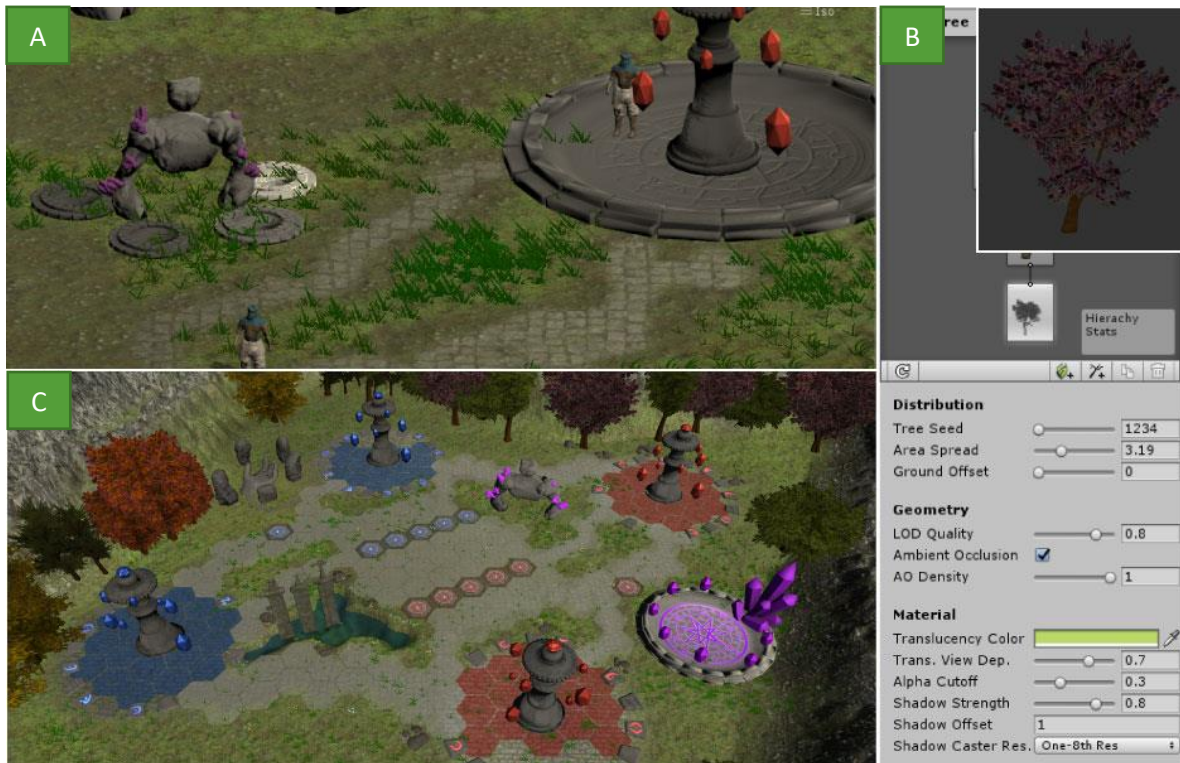 A
Iso
B
ree
Hierachy
Stats
C
Distribution
Tree Seed 1234
Area Spread 3.19
Ground Offset 0
Geometry
LOD Quality 0.8
Ambient Occlusion
AO Density 1
Material
Translucency Color
Trans. View Dep. 0.7
Alpha Cutoff 0.3
Shadow Strength 0.8
Shadow Offset 1
Shadow Caster Res. One-8th Res